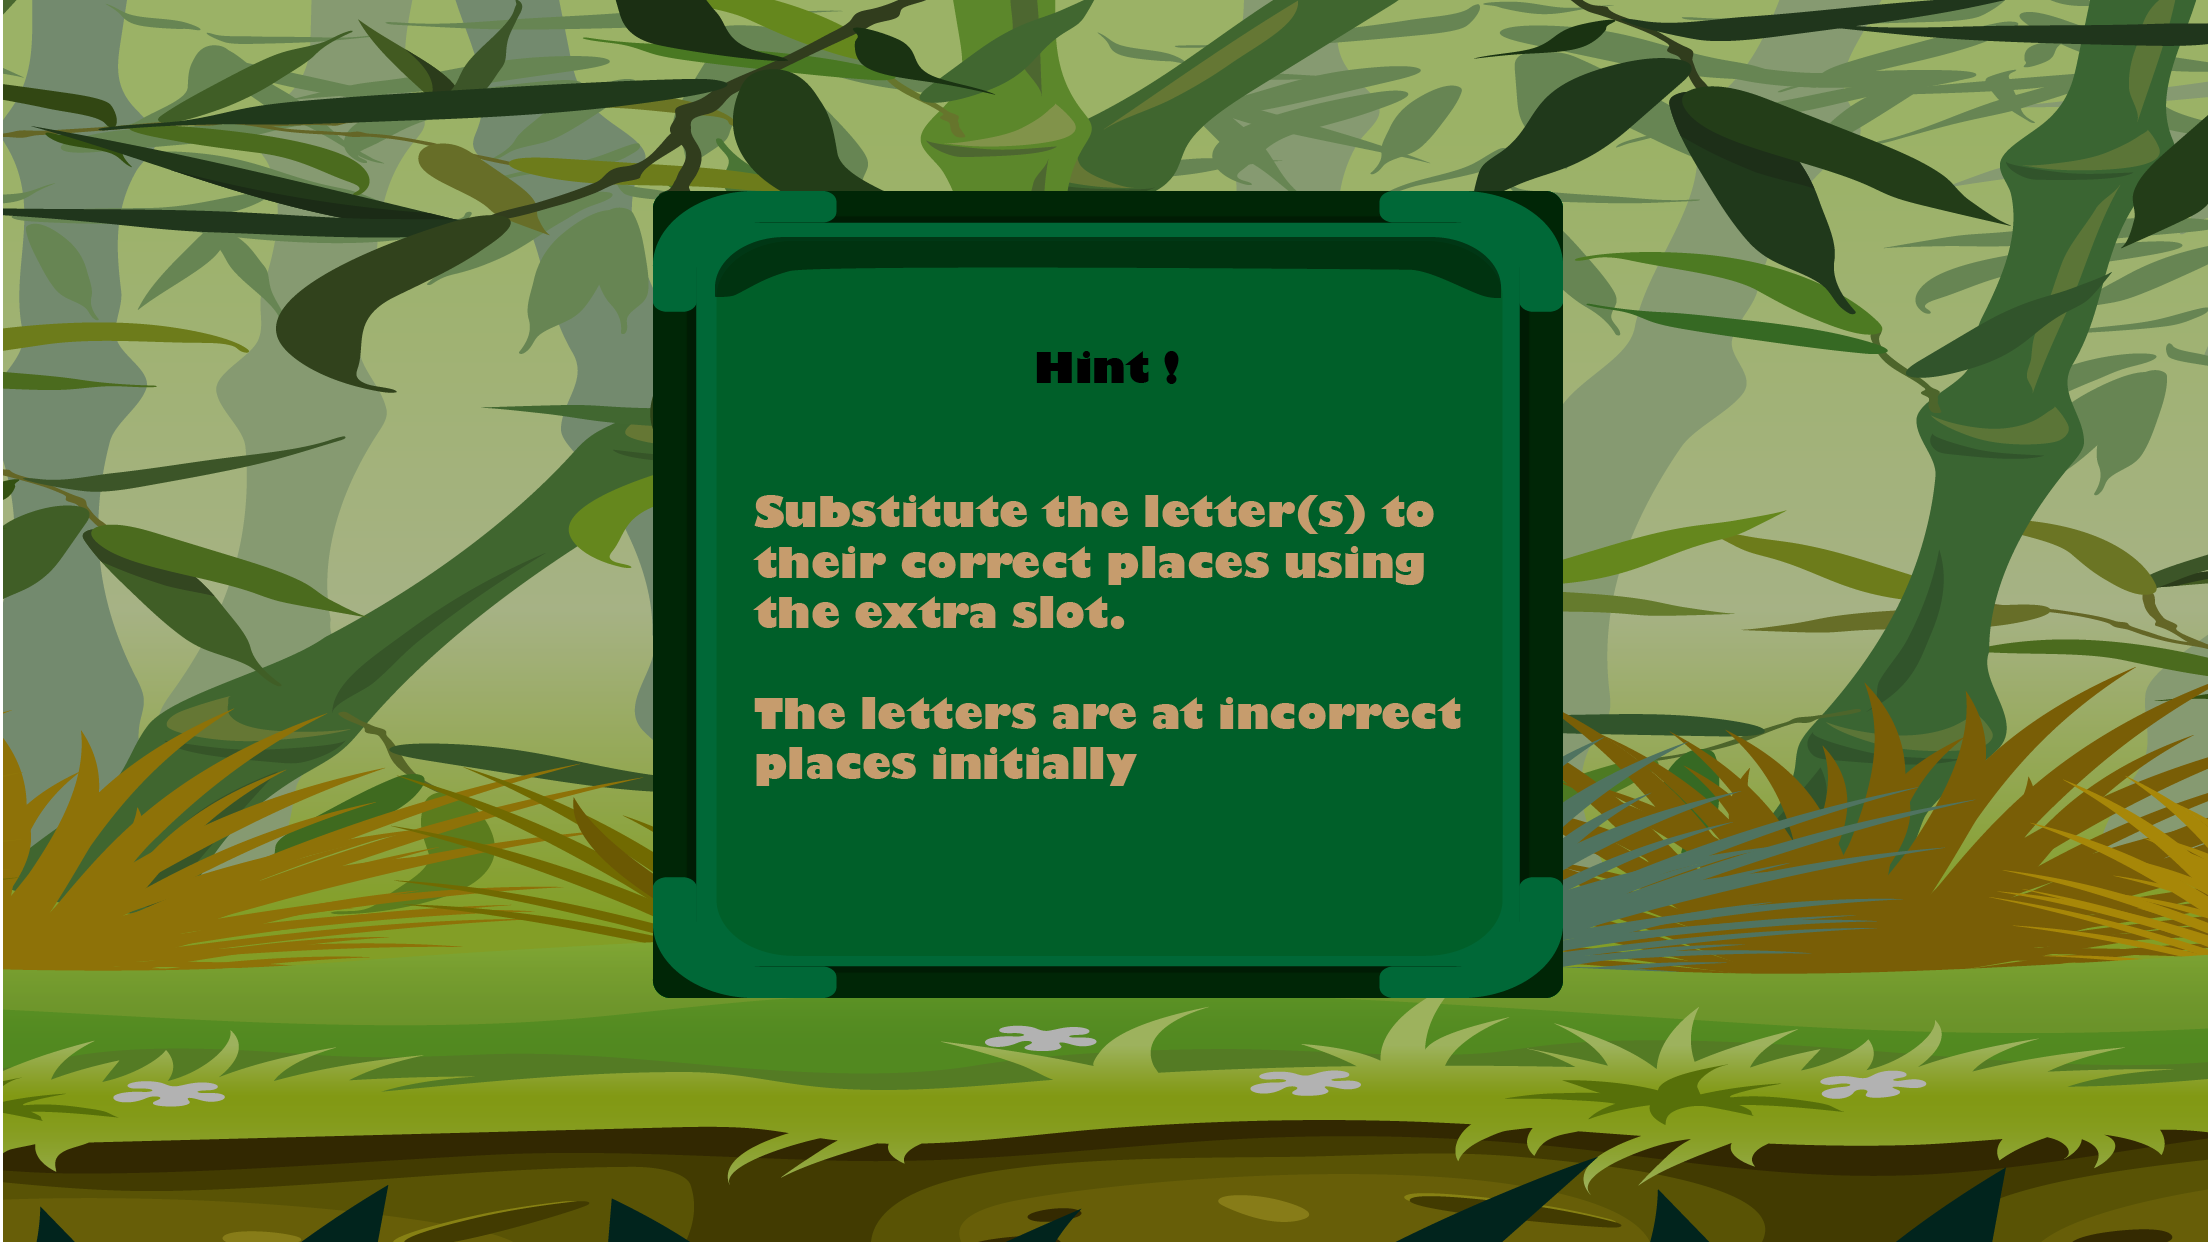 Hint !
Substitute the letter(s) to
their correct places using
the extra slot.
The letters are at incorrect
places initially